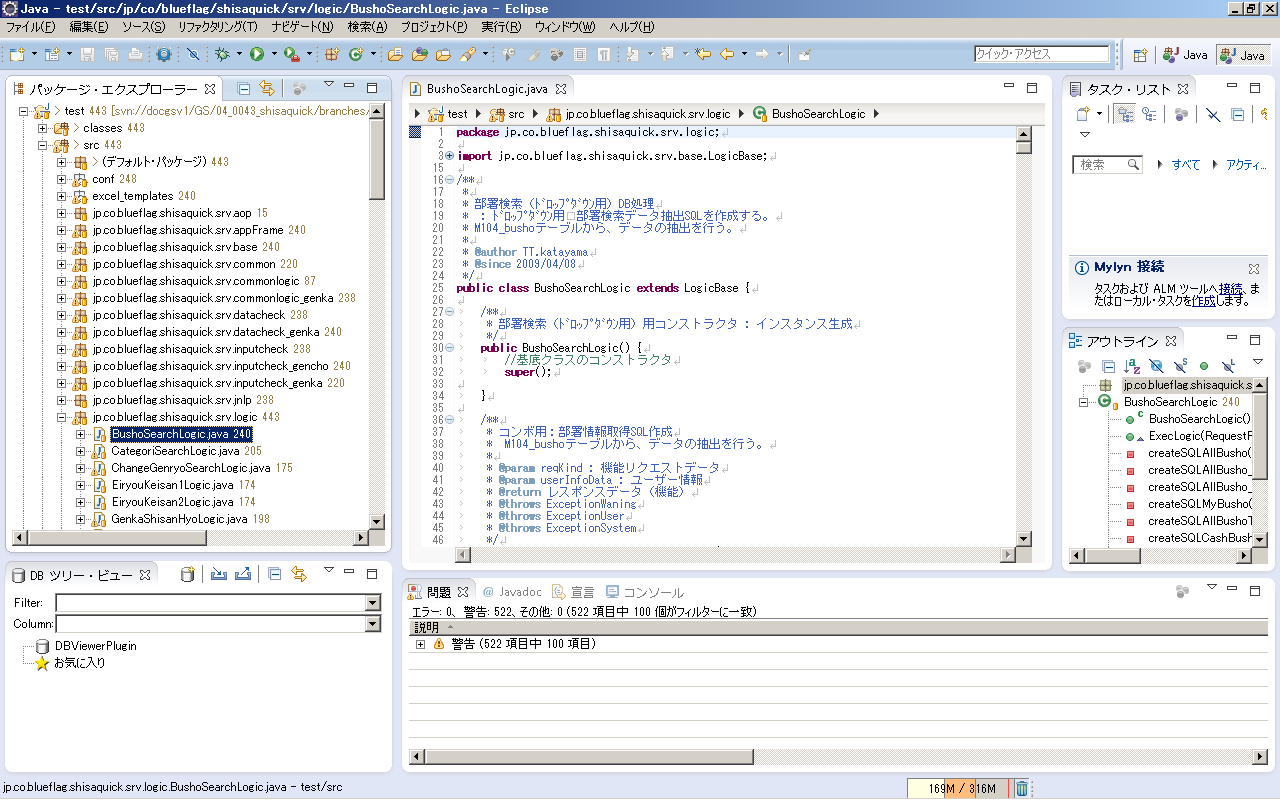 Java - test/src/jp/co/blueflag/shisaquick/srv/logic/BushoSearchLogic.java - Eclipse
ファイル(F) 編集(E) ソース(S) リファクタリング(T) ナビゲート(N) 検索(A) プロジェクト(P) 実行(R) ウィンドウ(W) ヘルプ(H)
クイック・アクセス
Java
Java
パッケージ・エクスプローラー
> test 443 [svn://docgsv1/GS/04_0043_shisaquick/branches/
> classes 443
> src 443
> (デフォルト・パッケージ) 443
conf 248
excel_templates 240
jp.co.blueflag.shisaquick.srv.aop 15
jp.co.blueflag.shisaquick.srv.appFrame 240
jp.co.blueflag.shisaquick.srv.base 240
jp.co.blueflag.shisaquick.srv.common 220
jp.co.blueflag.shisaquick.srv.commonlogic 87
jp.co.blueflag.shisaquick.srv.commonlogic_genka 238
jp.co.blueflag.shisaquick.srv.datacheck 238
jp.co.blueflag.shisaquick.srv.datacheck_genka 240
jp.co.blueflag.shisaquick.srv.inputcheck 238
jp.co.blueflag.shisaquick.srv.inputcheck_gencho 240
jp.co.blueflag.shisaquick.srv.inputcheck_genka 220
jp.co.blueflag.shisaquick.srv.jnlp 238
jp.co.blueflag.shisaquick.srv.logic 443
BushoSearchLogic.java 240
CategoriSearchLogic.java 205
ChangeGenryoSearchLogic.java 175
EiryouKeisan1Logic.java 174
EiryouKeisan2Logic.java 174
GenkaShisanHyoLogic.java 198
BushoSearchLogic.java
test src jp.co.blueflag.shisaquick.srv.logic BushoSearchLogic
1 package jp.co.blueflag.shisaquick.srv.logic;
2
3 import jp.co.blueflag.shisaquick.srv.base.LogicBase;
15
16 /**
17 *
18 * 部署検索（ﾄﾞﾛｯﾌﾟﾀﾞｳﾝ用）DB処理
19 * : ﾄﾞﾛｯﾌﾟﾀﾞｳﾝ用□部署検索データ抽出SQLを作成する。
20 * M104_bushoテーブルから、データの抽出を行う。
21 *
22 * @author TT.katayama
23 * @since 2009/04/08
24 */
25 public class BushoSearchLogic extends LogicBase {
26
27 /**
28 * 部署検索（ﾄﾞﾛｯﾌﾟﾀﾞｳﾝ用）用コンストラクタ : インスタンス生成
29 */
30 public BushoSearchLogic() {
31 //基底クラスのコンストラクタ
32 super();
33
34 }
35
36 /**
37 * コンボ用：部署情報取得SQL作成
38 * M104_bushoテーブルから、データの抽出を行う。
39 *
40 * @param reqKind : 機能リクエストデータ
41 * @param userInfoData : ユーザー情報
42 * @return レスポンスデータ（機能）
43 * @throws ExceptionWaning
44 * @throws ExceptionUser
45 * @throws ExceptionSystem
46 */
タスク・リスト
検索 すべて アクティ...
Mylyn 接続
タスクおよび ALM ツールへ接続、ま
たはローカル・タスクを作成します。
アウトライン
jp.co.blueflag.shisaquick.s
BushoSearchLogic 240
BushoSearchLogic()
ExecLogic(RequestF
createSQLAllBusho(
createSQLAllBusho_
createSQLAllBusho_
createSQLMyBusho(
createSQLAllBushoT
createSQLCashBush
DB ツリー・ビュー
Filter:
Column:
DBViewerPlugin
お気に入り
問題 @ Javadoc 宣言 コンソール
エラー: 0、警告: 522、その他: 0 (522 項目中 100 個がフィルターに一致)
説明
警告 (522 項目中 100 項目)
jp.co.blueflag.shisaquick.srv.logic.BushoSearchLogic.java - test/src
169M / 316M